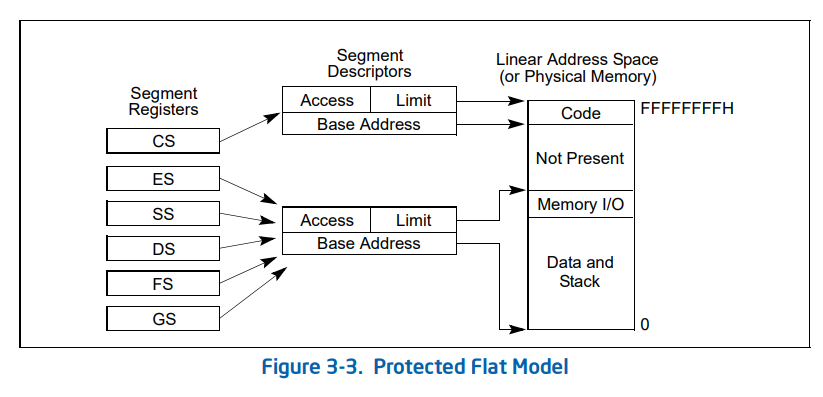 Segment
Registers
CS
ES
SS
DS
FS
GS
Segment
Descriptors
Access
Limit
Base Address
Access
Limit
Base Address
Linear Address Space
(or Physical Memory)
Code
FFFFFFFFH
Not Present
Memory I/O
Data and
Stack
0
Figure 3-3. Protected Flat Model